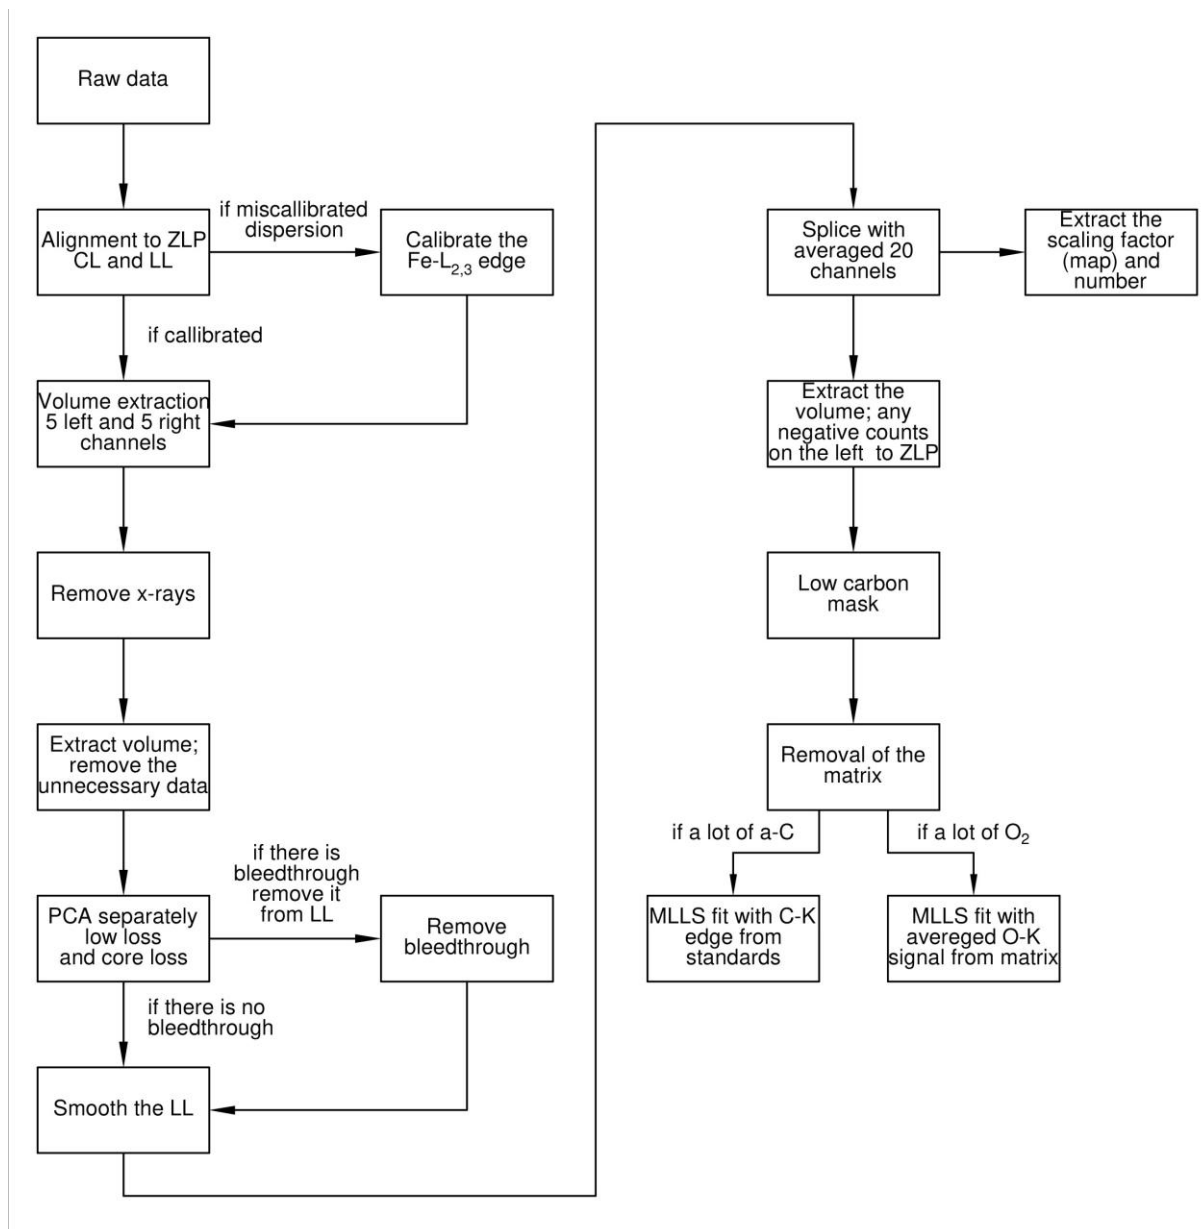 Raw data
Alignment to ZLP
CL and LL
if miscallibrated
dispersion
Calibrate the
Fe-L2,3 edge
if callibrated
Volume extraction
5 left and 5 right
channels
Remove x-rays
Extract volume;
remove the
unnecessary data
PCA separately
low loss
and core loss
if there is
bleedthrough
remove it
from LL
Remove
bleedthrough
if there is no
bleedthrough
Smooth the LL
Splice with
averaged 20
channels
Extract the
scaling factor
(map) and
number
Extract the
volume; any
negative counts
on the left to ZLP
Low carbon
mask
Removal of the
matrix
if a lot of a-C
if a lot of O2
MLLS fit with C-K
edge from
standards
MLLS fit with
avereged O-K
signal from matrix